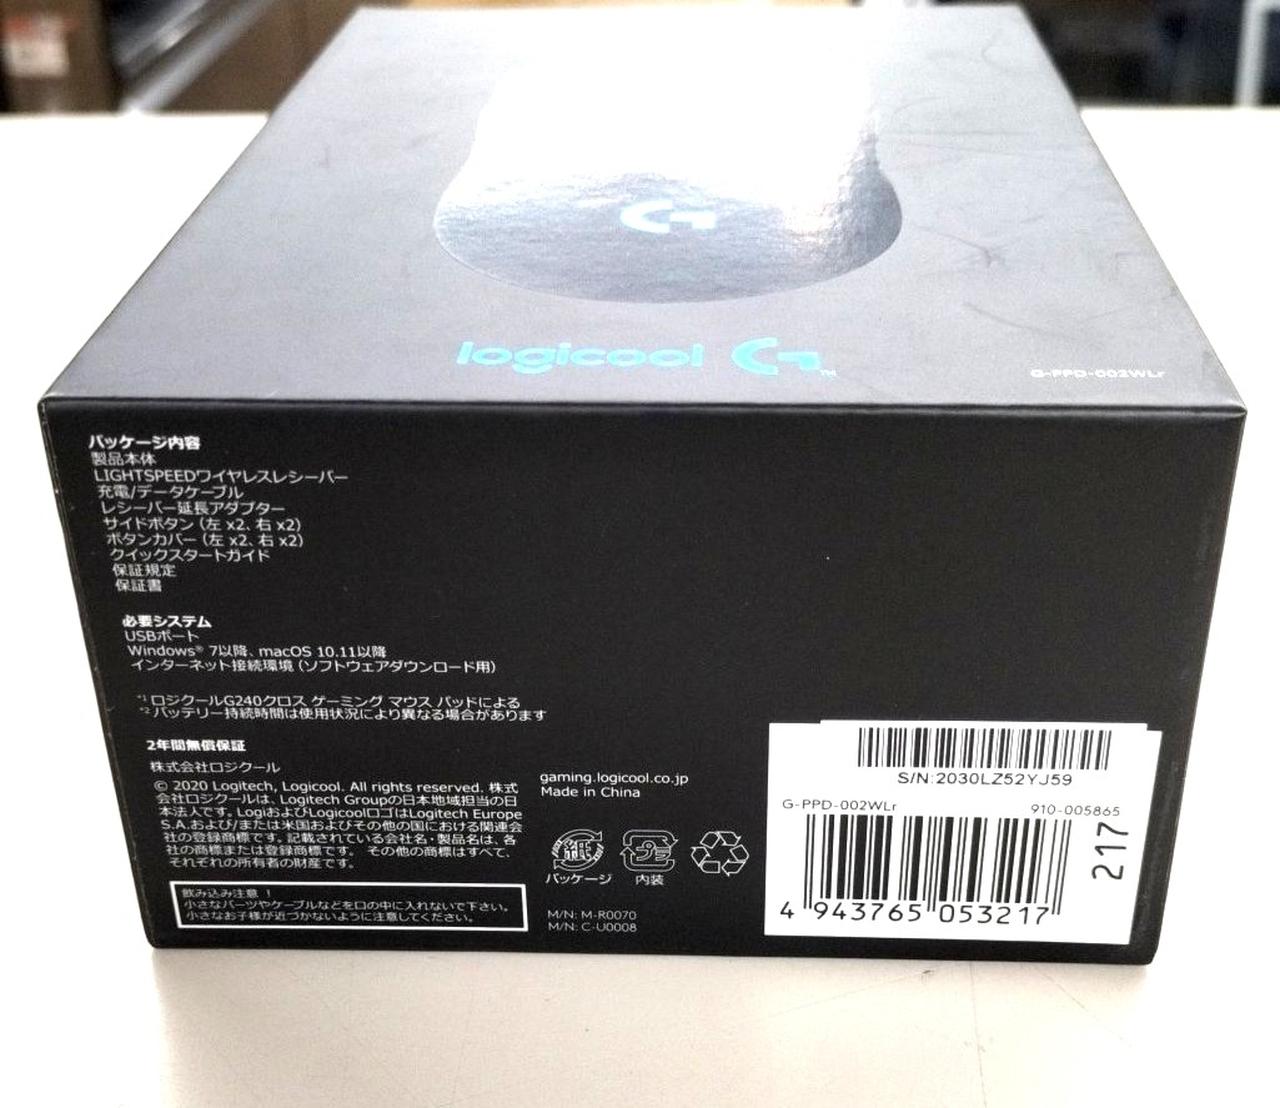 logicool G™
G-PPD-002WLr
パッケージ内容
製品本体
LIGHTSPEEDワイヤレスレシーバー
充電/データケーブル
レシーバー延長アダプター
サイドボタン (左 x2、右 x2)
ボタンカバー (左 x2、右 x2)
クイックスタートガイド
保証規定
保証書
必要システム
USBポート
Windows® 7以降、macOS 10.11以降
インターネット接続環境 (ソフトウェアダウンロード用)
*1 ロジクールG240クロス ゲーミング マウス パッドによる
*2 バッテリー持続時間は使用状況により異なる場合があります
2年間無償保証
株式会社ロジクール
© 2020 Logitech, Logicool. All rights reserved. 株式
会社ロジクールは、Logitech Groupの日本地域担当の日
本法人です。LogiおよびLogicoolロゴはLogitech Europe
S.A.および/または米国およびその他の国における関連会
社の登録商標です。記載されている会社名・製品名は、各
社の商標または登録商標です。 その他の商標はすべて、
それぞれの所有者の財産です。
飲み込み注意！
小さなパーツやケーブルなどを口の中に入れないで下さい。
小さなお子様が近づかないように注意してください。
gaming.logicool.co.jp
Made in China
紙 プラ
パッケージ 内装
M/N: M-R0070
M/N: C-U0008
S/N:2030LZ52YJ59
G-PPD-002WLr 910-005865
217
4 943765 053217